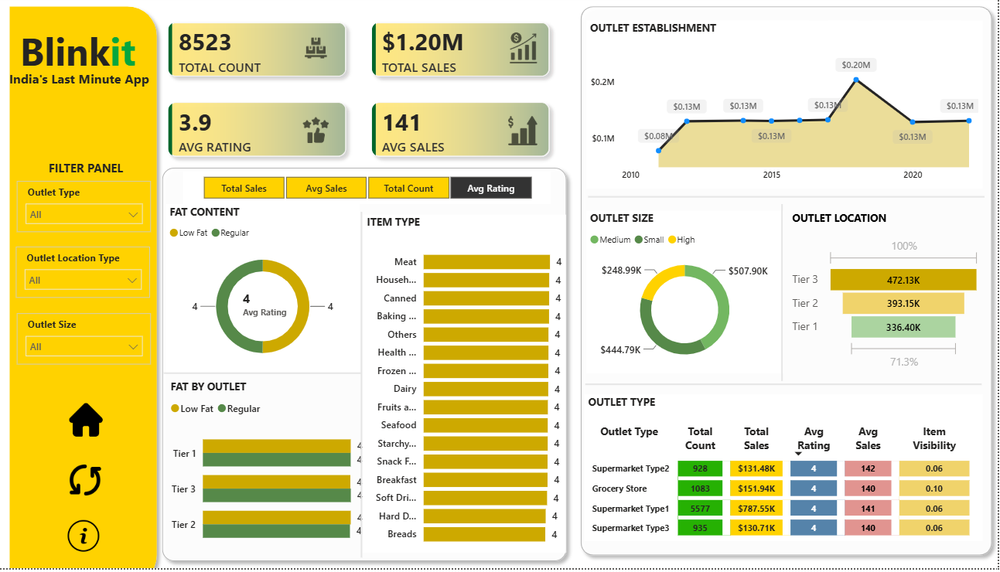 Blinkit
India's Last Minute App
FILTER PANEL
Outlet Type
All
Outlet Location Type
All
Outlet Size
All
8523
TOTAL COUNT
$1.20M
TOTAL SALES
3.9
AVG RATING
141
AVG SALES
Total Sales
Avg Sales
Total Count
Avg Rating
FAT CONTENT
Low Fat
Regular
4
4
Avg Rating
4
FAT BY OUTLET
Low Fat
Regular
Tier 1
4
4
Tier 3
4
4
Tier 2
4
4
ITEM TYPE
Meat 4
Househ... 4
Canned 4
Baking ... 4
Others 4
Health ... 4
Frozen ... 4
Dairy 4
Fruits a... 4
Seafood 4
Starchy... 4
Snack F... 4
Breakfast 4
Soft Dri... 4
Hard D... 4
Breads 4
OUTLET ESTABLISHMENT
$0.2M
$0.1M
$0.08M
$0.13M
$0.13M
$0.13M
$0.13M
$0.20M
$0.13M
$0.13M
2010
2015
2020
OUTLET SIZE
Medium
Small
High
$248.99K
$507.90K
$444.79K
OUTLET LOCATION
100%
Tier 3 472.13K
Tier 2 393.15K
Tier 1 336.40K
71.3%
OUTLET TYPE
Outlet Type
Total
Count
Total
Sales
Avg
Rating
Avg
Sales
Item
Visibility
Supermarket Type2 928 $131.48K 4 142 0.06
Grocery Store 1083 $151.94K 4 140 0.10
Supermarket Type1 5577 $787.55K 4 141 0.06
Supermarket Type3 935 $130.71K 4 140 0.06